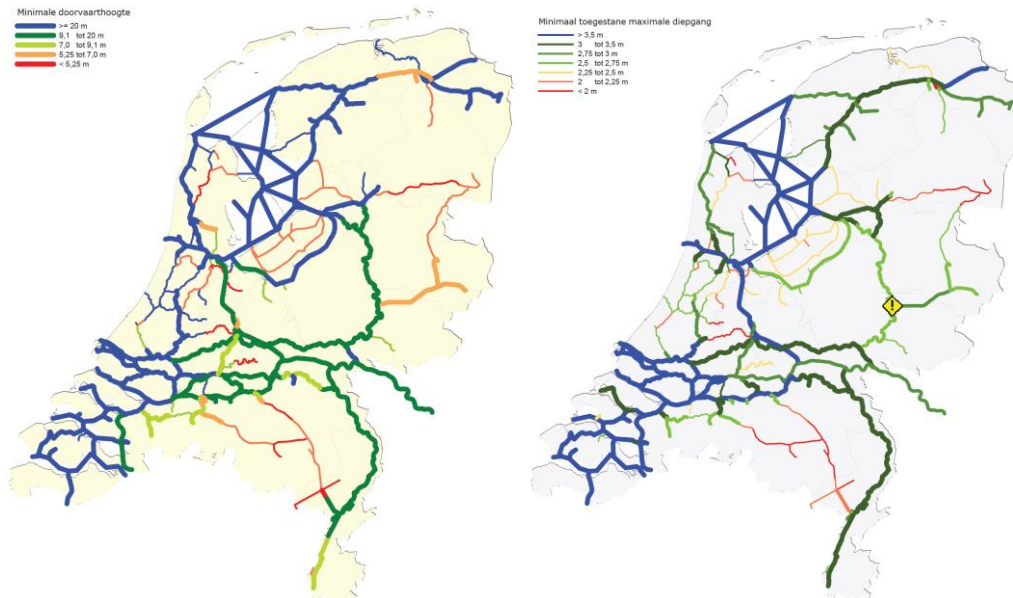 Minimale doorvaarthoogte
>= 20 m
9,1 tot 20 m
7,0 tot 9,1 m
5,25 tot 7,0 m
< 5,25 m
Minimaal toegestane maximale diepgang
> 3,5 m
3 tot 3,5 m
2,75 tot 3 m
2,5 tot 2,75 m
2,25 tot 2,5 m
2 tot 2,25 m
< 2 m
!